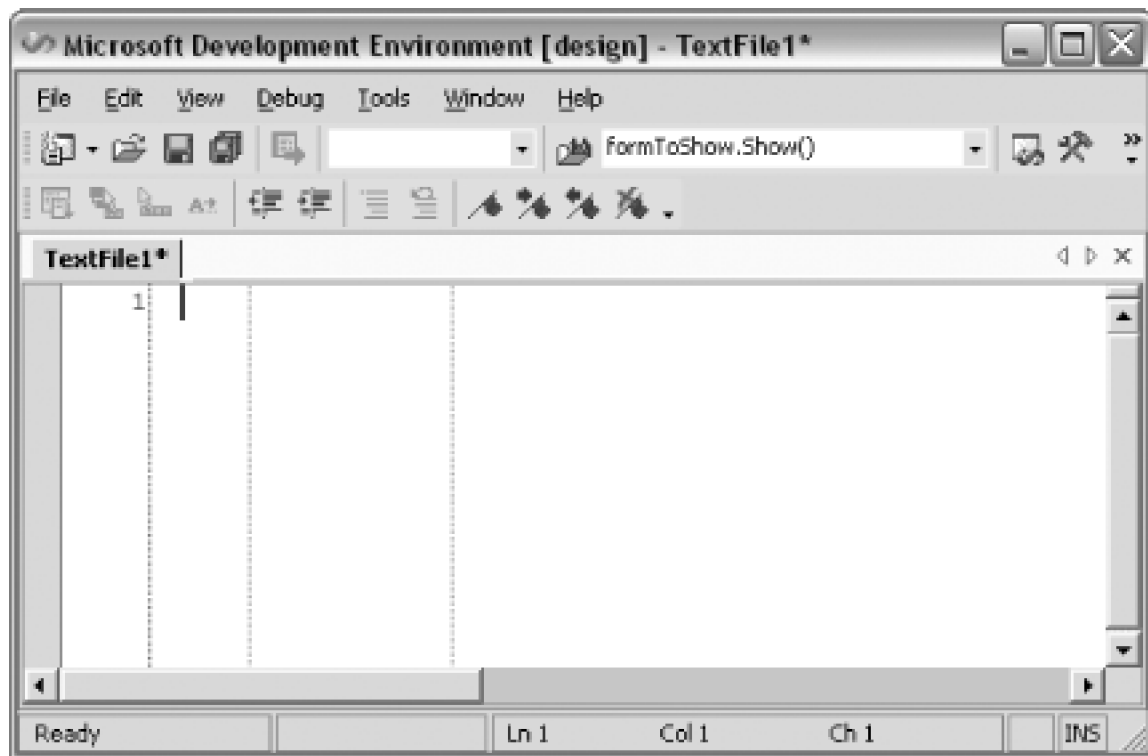 Microsoft Development Environment [design] - TextFile1*
File Edit View Debug Tools Window Help
formToShow.Show()
TextFile1*
1
Ready Ln 1 Col 1 Ch 1 INS